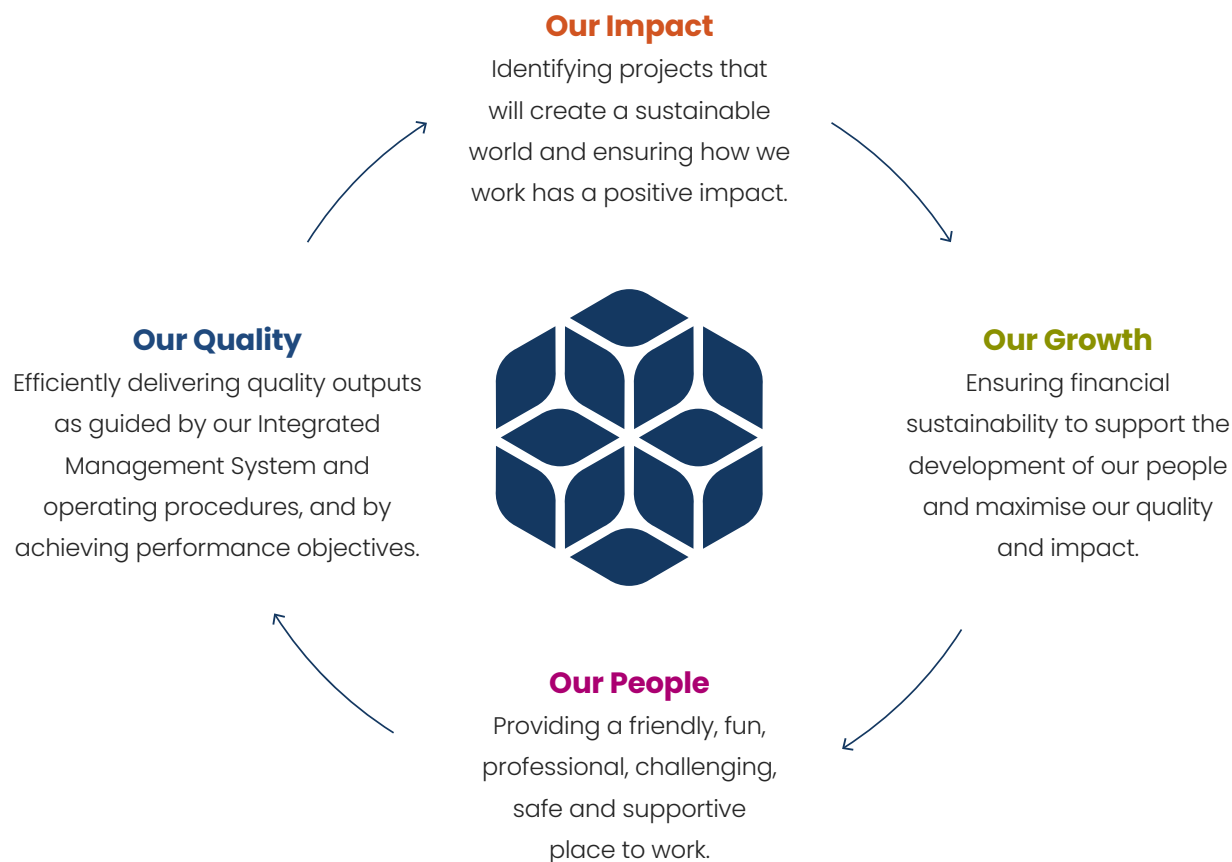 Our Impact
Identifying projects that
will create a sustainable
world and ensuring how we
work has a positive impact.
Our Quality
Efficiently delivering quality outputs
as guided by our Integrated
Management System and
operating procedures, and by
achieving performance objectives.
Our Growth
Ensuring financial
sustainability to support the
development of our people
and maximise our quality
and impact.
Our People
Providing a friendly, fun,
professional, challenging,
safe and supportive
place to work.